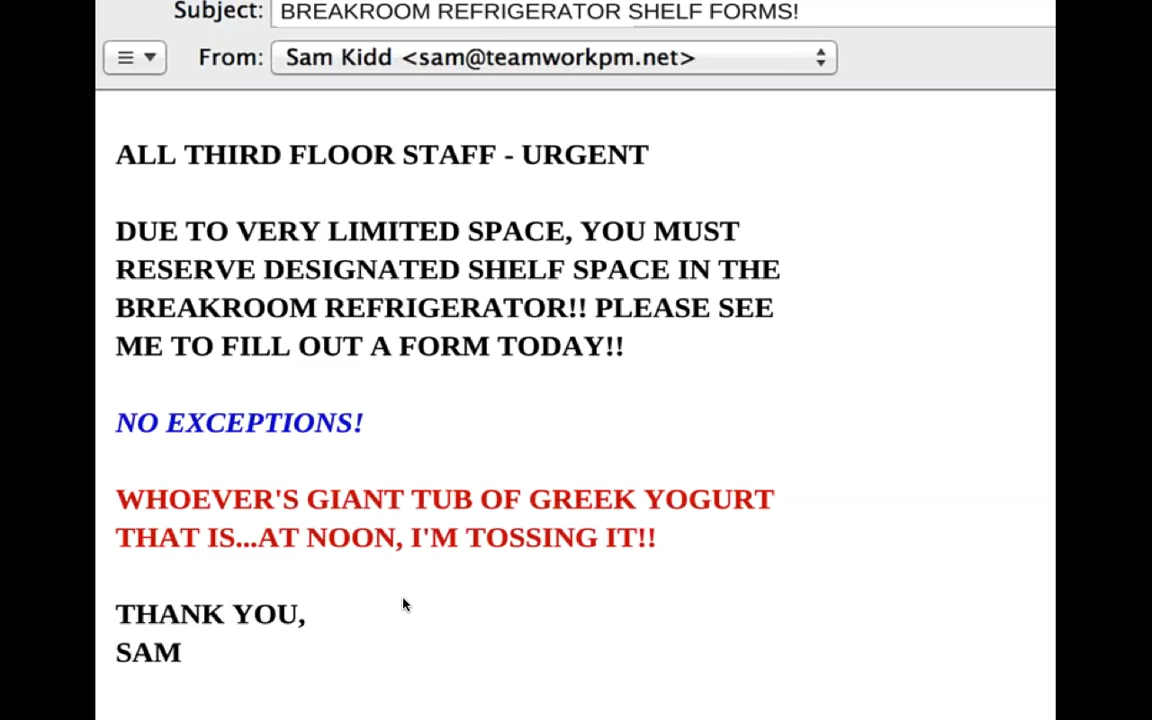 Subject: BREAKROOM REFRIGERATOR SHELF FORMS!
From: Sam Kidd <sam@teamworkpm.net>
ALL THIRD FLOOR STAFF - URGENT
DUE TO VERY LIMITED SPACE, YOU MUST
RESERVE DESIGNATED SHELF SPACE IN THE
BREAKROOM REFRIGERATOR!! PLEASE SEE
ME TO FILL OUT A FORM TODAY!!
NO EXCEPTIONS!
WHOEVER'S GIANT TUB OF GREEK YOGURT
THAT IS...AT NOON, I'M TOSSING IT!!
THANK YOU,
SAM